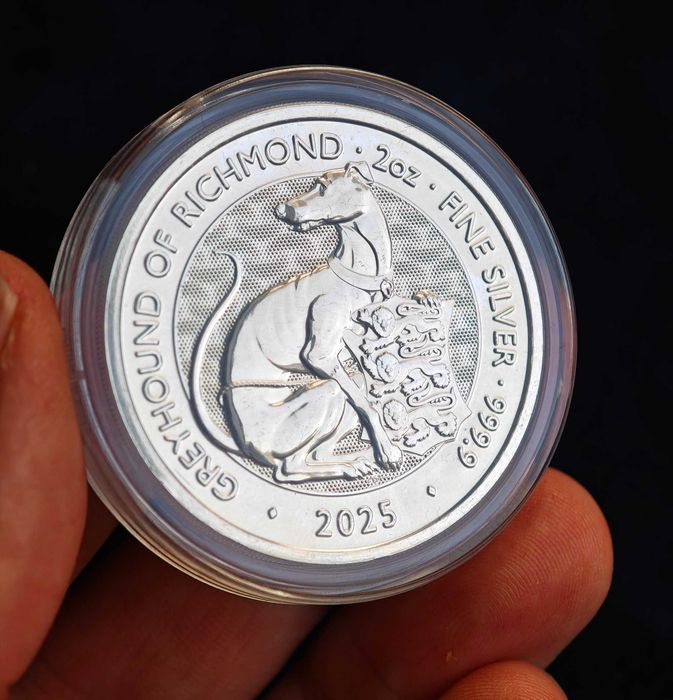 GREYHOUND OF RICHMOND · 2oz · FINE SILVER · 999.9
2025